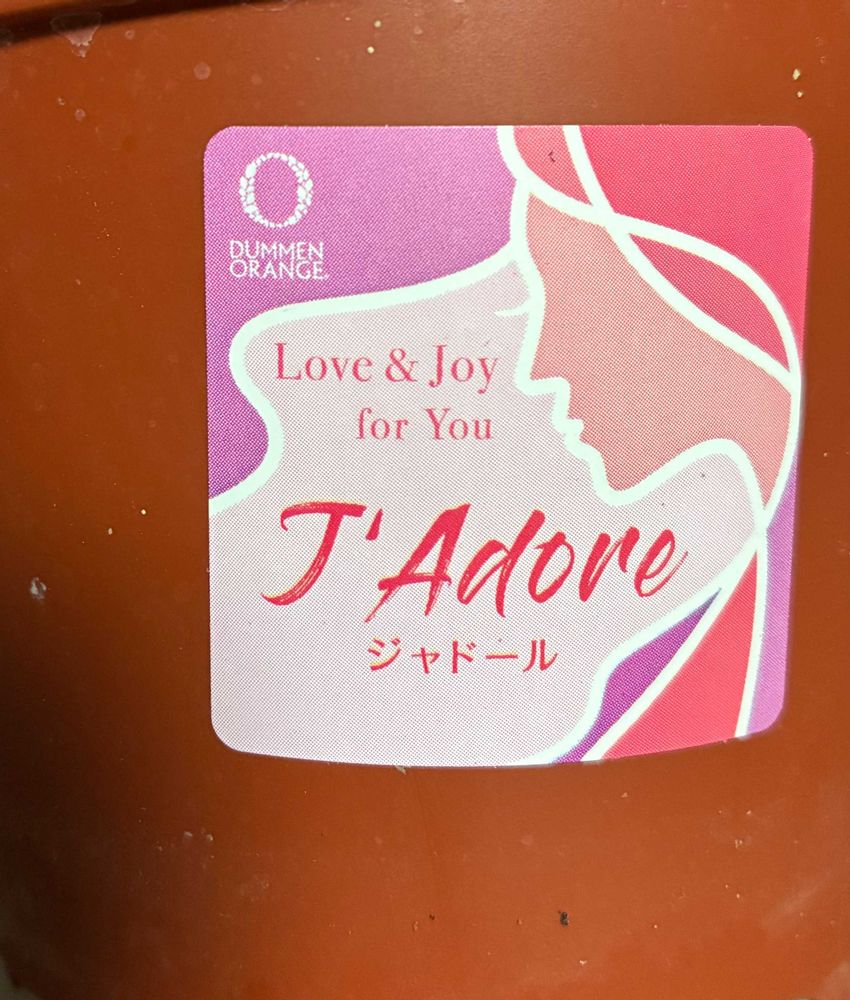 DUMMEN
ORANGE
Love & Joy
for You
J'Adore
ジャドール